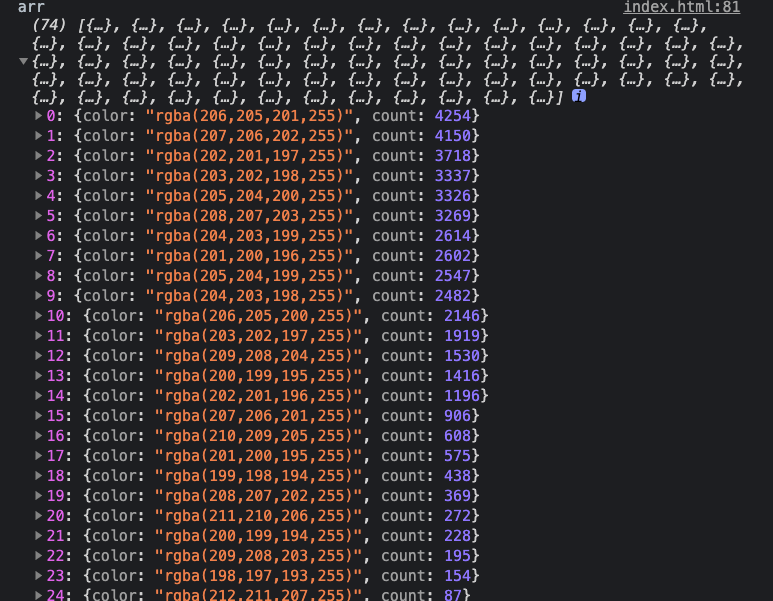 arr index.html:81
(74) [{…}, {…}, {…}, {…}, {…}, {…}, {…}, {…}, {…}, {…}, {…}, {…}, {…}, {…},
{…}, {…}, {…}, {…}, {…}, {…}, {…}, {…}, {…}, {…}, {…}, {…}, {…}, {…}, {…}, {…},
{…}, {…}, {…}, {…}, {…}, {…}, {…}, {…}, {…}, {…}, {…}, {…}, {…}, {…}, {…}, {…},
{…}, {…}, {…}, {…}, {…}, {…}, {…}, {…}, {…}, {…}, {…}, {…}, {…}, {…}, {…}, {…},
{…}, {…}, {…}, {…}, {…}, {…}, {…}, {…}, {…}, {…}, {…}, {…}] i
0: {color: "rgba(206,205,201,255)", count: 4254}
1: {color: "rgba(207,206,202,255)", count: 4150}
2: {color: "rgba(202,201,197,255)", count: 3718}
3: {color: "rgba(203,202,198,255)", count: 3337}
4: {color: "rgba(205,204,200,255)", count: 3326}
5: {color: "rgba(208,207,203,255)", count: 3269}
6: {color: "rgba(204,203,199,255)", count: 2614}
7: {color: "rgba(201,200,196,255)", count: 2602}
8: {color: "rgba(205,204,199,255)", count: 2547}
9: {color: "rgba(204,203,198,255)", count: 2482}
10: {color: "rgba(206,205,200,255)", count: 2146}
11: {color: "rgba(203,202,197,255)", count: 1919}
12: {color: "rgba(209,208,204,255)", count: 1530}
13: {color: "rgba(200,199,195,255)", count: 1416}
14: {color: "rgba(202,201,196,255)", count: 1196}
15: {color: "rgba(207,206,201,255)", count: 906}
16: {color: "rgba(210,209,205,255)", count: 608}
17: {color: "rgba(201,200,195,255)", count: 575}
18: {color: "rgba(199,198,194,255)", count: 438}
19: {color: "rgba(208,207,202,255)", count: 369}
20: {color: "rgba(211,210,206,255)", count: 272}
21: {color: "rgba(200,199,194,255)", count: 228}
22: {color: "rgba(209,208,203,255)", count: 195}
23: {color: "rgba(198,197,193,255)", count: 154}
24: {color: "rgba(212,211,207,255)", count: 87}